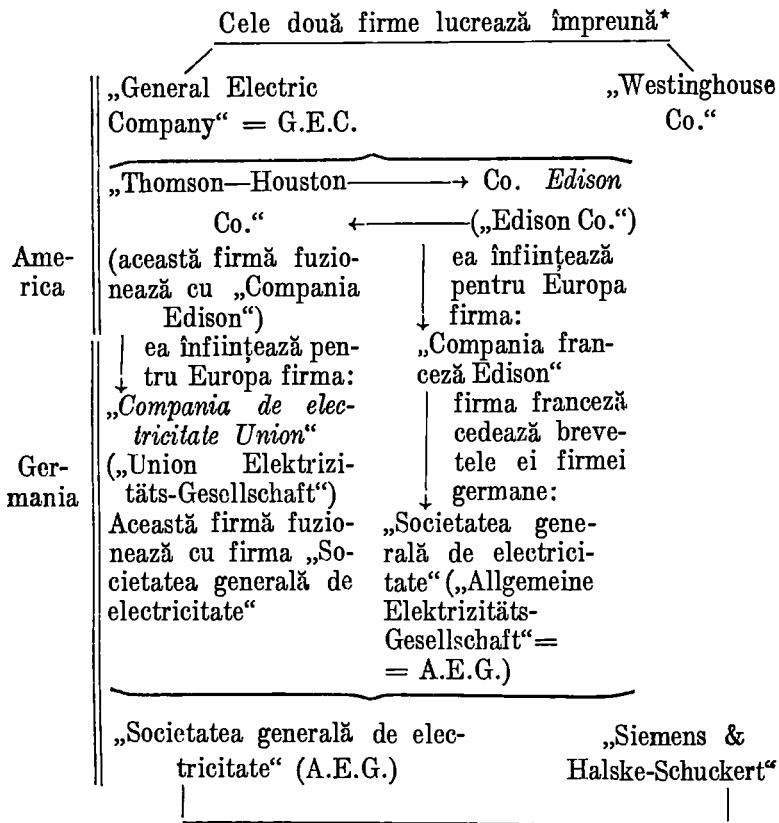 Cele două firme lucrează împreună*
„General Electric
Company“ = G.E.C.
„Westinghouse
Co.“
„Thomson—Houston ⟶ Co. Edison
Co.“ ⟵ („Edison Co.“)
Ame-
rica
(această firmă fuzio-
nează cu „Compania
Edison“)
ea înființează pen-
tru Europa firma:
ea înființează
pentru Europa
firma:
„Compania fran-
ceză Edison“
firma franceză
cedează breve-
tele ei firmei
germane:
Ger-
mania
„Compania de elec-
tricitate Union“
(„Union Elektrizi-
täts-Gesellschaft“)
Această firmă fuzio-
nează cu firma „So-
cietatea generală de
electricitate“
„Societatea gene-
rală de electrici-
tate“ („Allgemeine
Elektrizitäts-
Gesellschaft“=
= A.E.G.)
„Societatea generală de elec-
tricitate“ (A.E.G.)
„Siemens &
Halske-Schuckert“